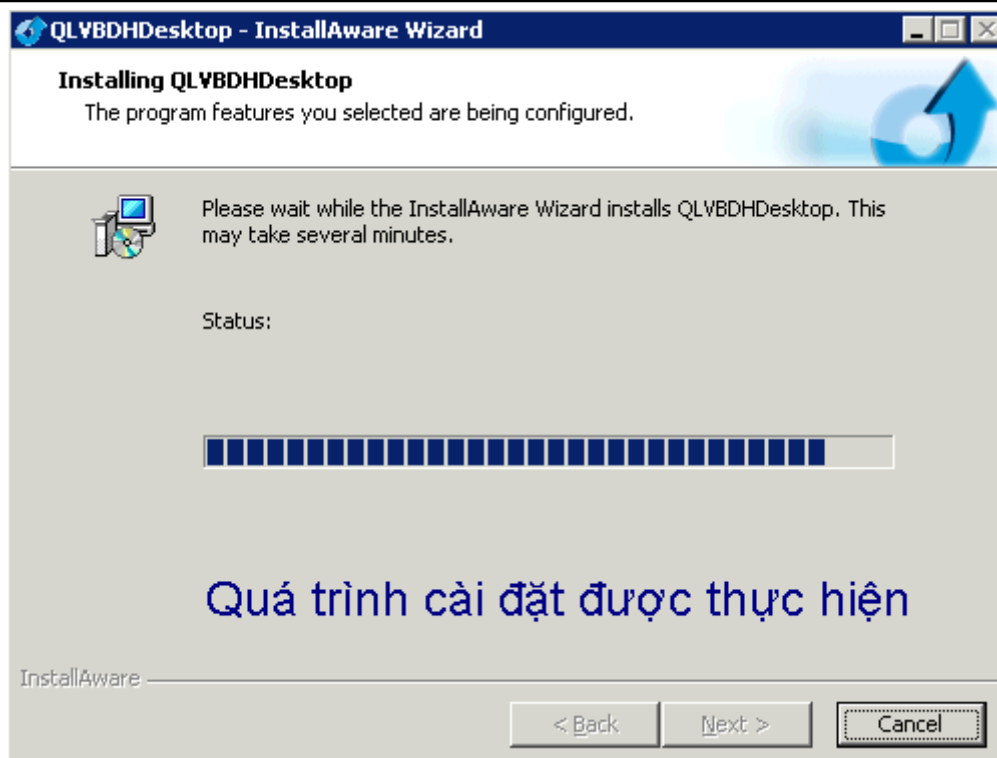 QLVBDHDesktop - InstallAware Wizard
Installing QLVBDHDesktop
The program features you selected are being configured.
Please wait while the InstallAware Wizard installs QLVBDHDesktop. This
may take several minutes.
Status:
Quá trình cài đặt được thực hiện
InstallAware
< Back
Next >
Cancel